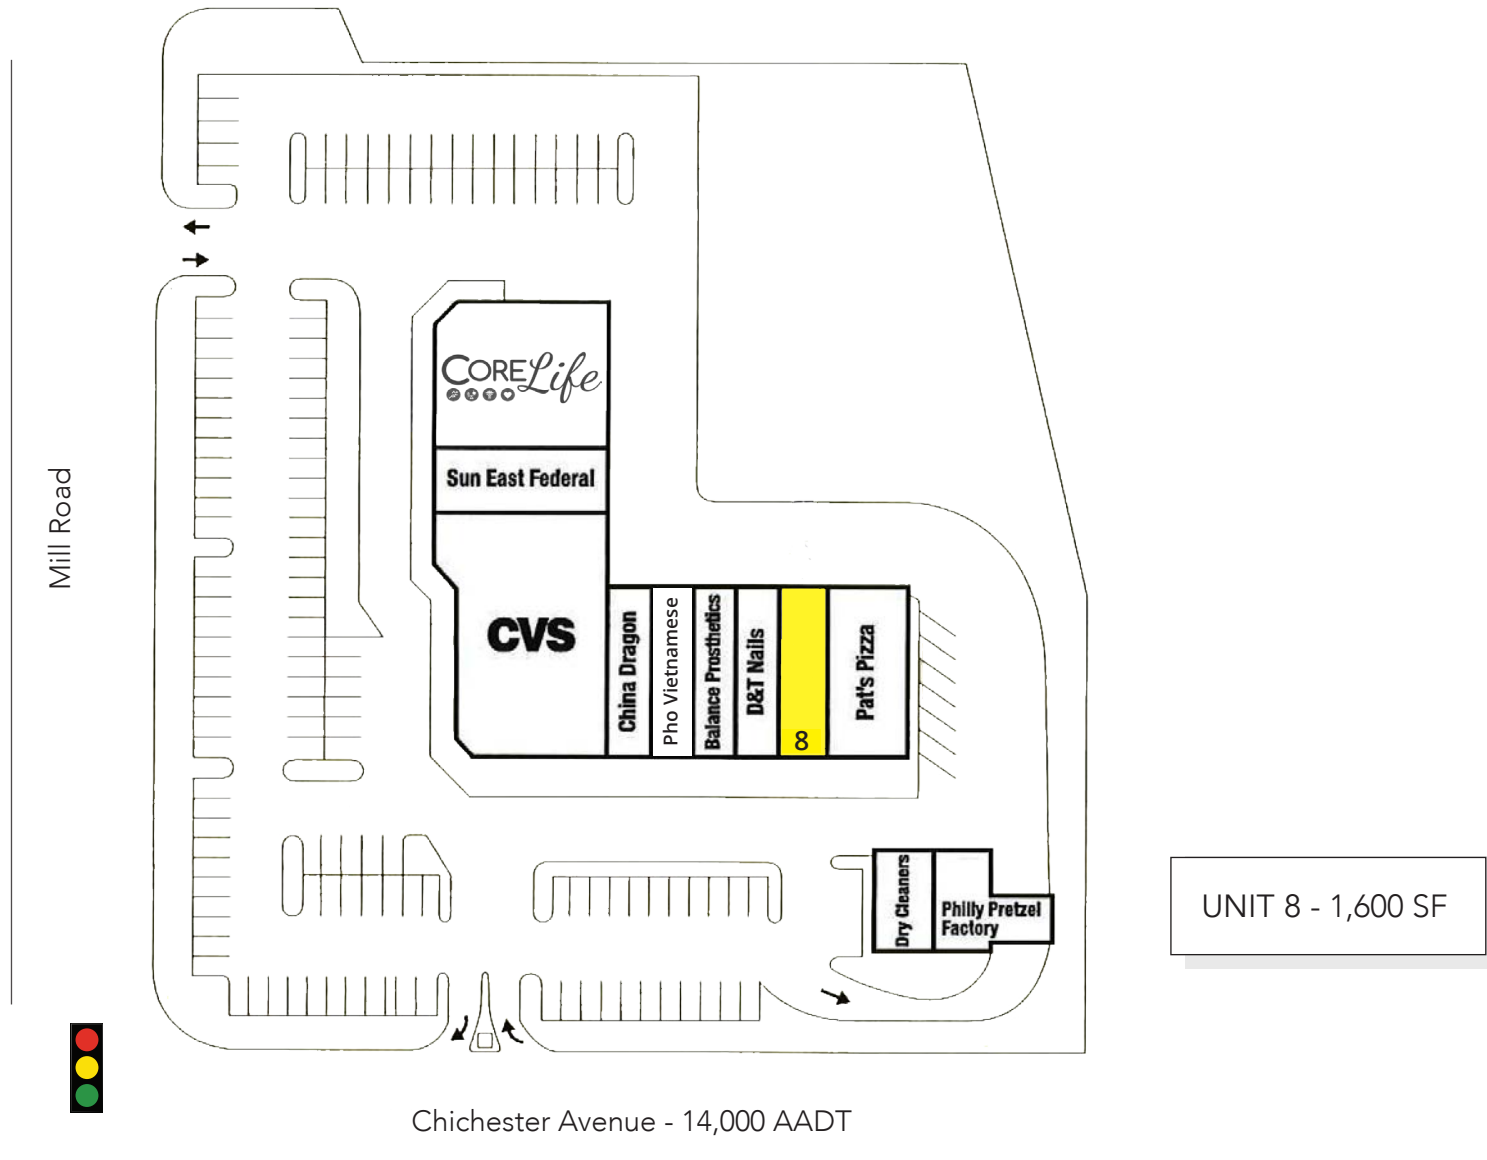 CORELife
Sun East Federal
Mill Road
CVS
China Dragon
Pho Vietnamese
Balance Prosthetics
D&T Nails
8
Pat's Pizza
Dry Cleaners
Philly Pretzel
Factory
UNIT 8 - 1,600 SF
Chichester Avenue - 14,000 AADT